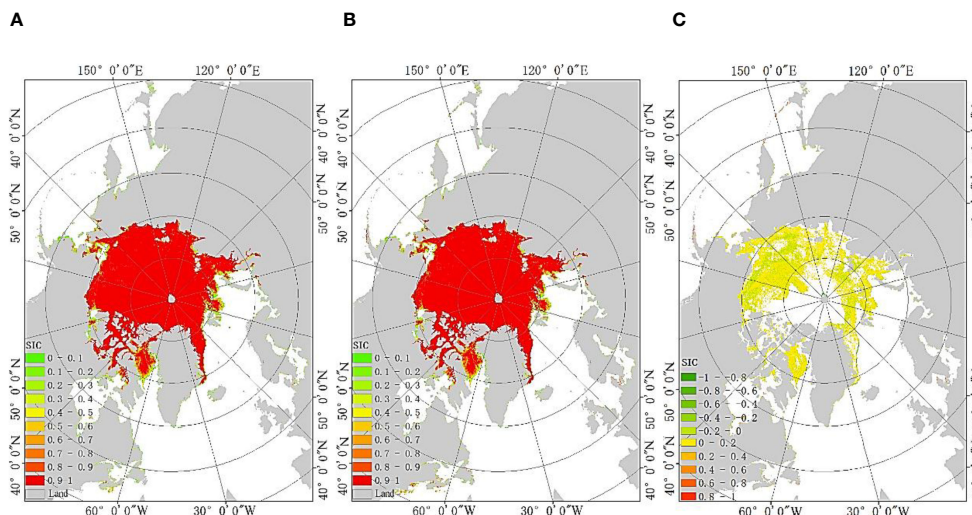 A
B
C
150° 0′0″E 120° 0′0″E
150° 0′0″E 120° 0′0″E
150° 0′0″E 120° 0′0″E
40° 0′0″N
50° 0′0″N
40° 0′0″N
50° 0′0″N
40° 0′0″N
50° 0′0″N
SIC
0 - 0.1
0.1 - 0.2
0.2 - 0.3
0.3 - 0.4
0.4 - 0.5
0.5 - 0.6
0.6 - 0.7
0.7 - 0.8
0.8 - 0.9
0.9 1
Land
SIC
0 - 0.1
0.1 - 0.2
0.2 - 0.3
0.3 - 0.4
0.4 - 0.5
0.5 - 0.6
0.6 - 0.7
0.7 - 0.8
0.8 - 0.9
0.9 1
Land
SIC
-1 - -0.8
-0.8 - -0.6
-0.6 - -0.4
-0.4 - -0.2
-0.2 - 0
0 - 0.2
0.2 - 0.4
0.4 - 0.6
0.6 - 0.8
0.8 - 1
50° 0′0″N
40° 0′0″N
50° 0′0″N
40° 0′0″N
50° 0′0″N
40° 0′0″N
60° 0′0″W 30° 0′0″W
60° 0′0″W 30° 0′0″W
60° 0′0″W 30° 0′0″W